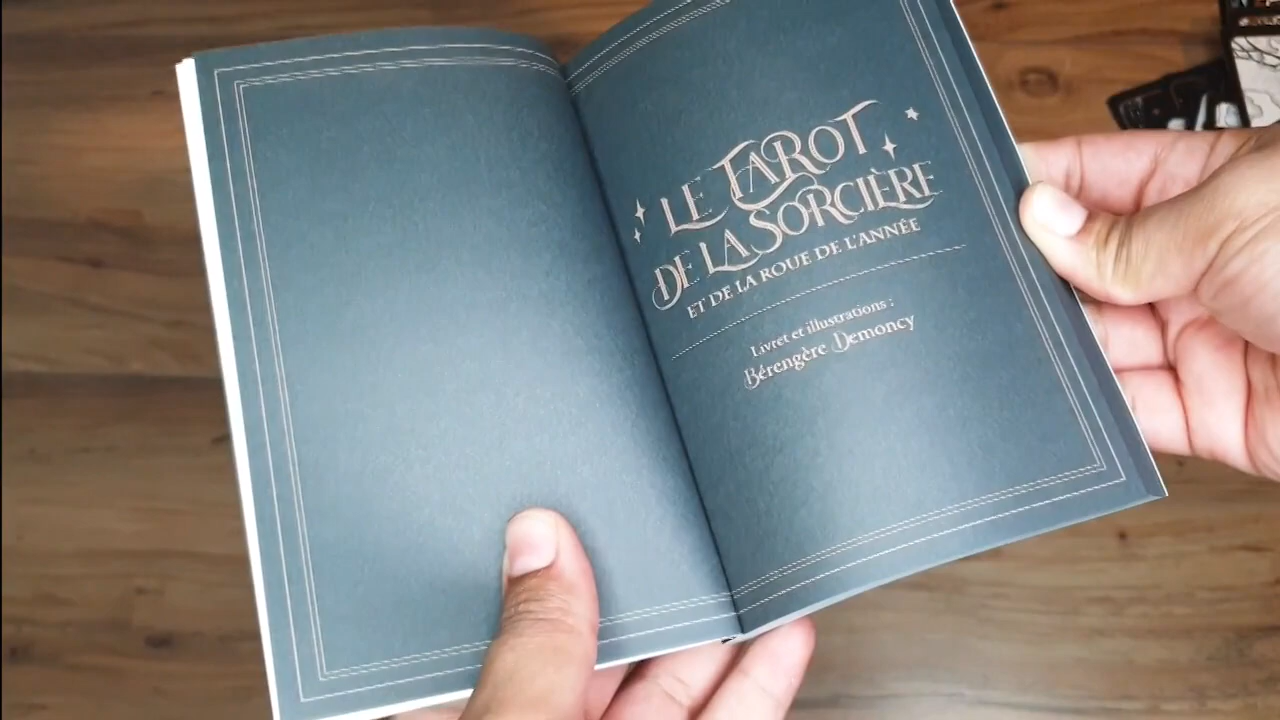 LE TAROT
DE LA SORCIÈRE
ET DE LA ROUE DE L'ANNÉE
Livret et illustrations :
Bérengère Demoncy